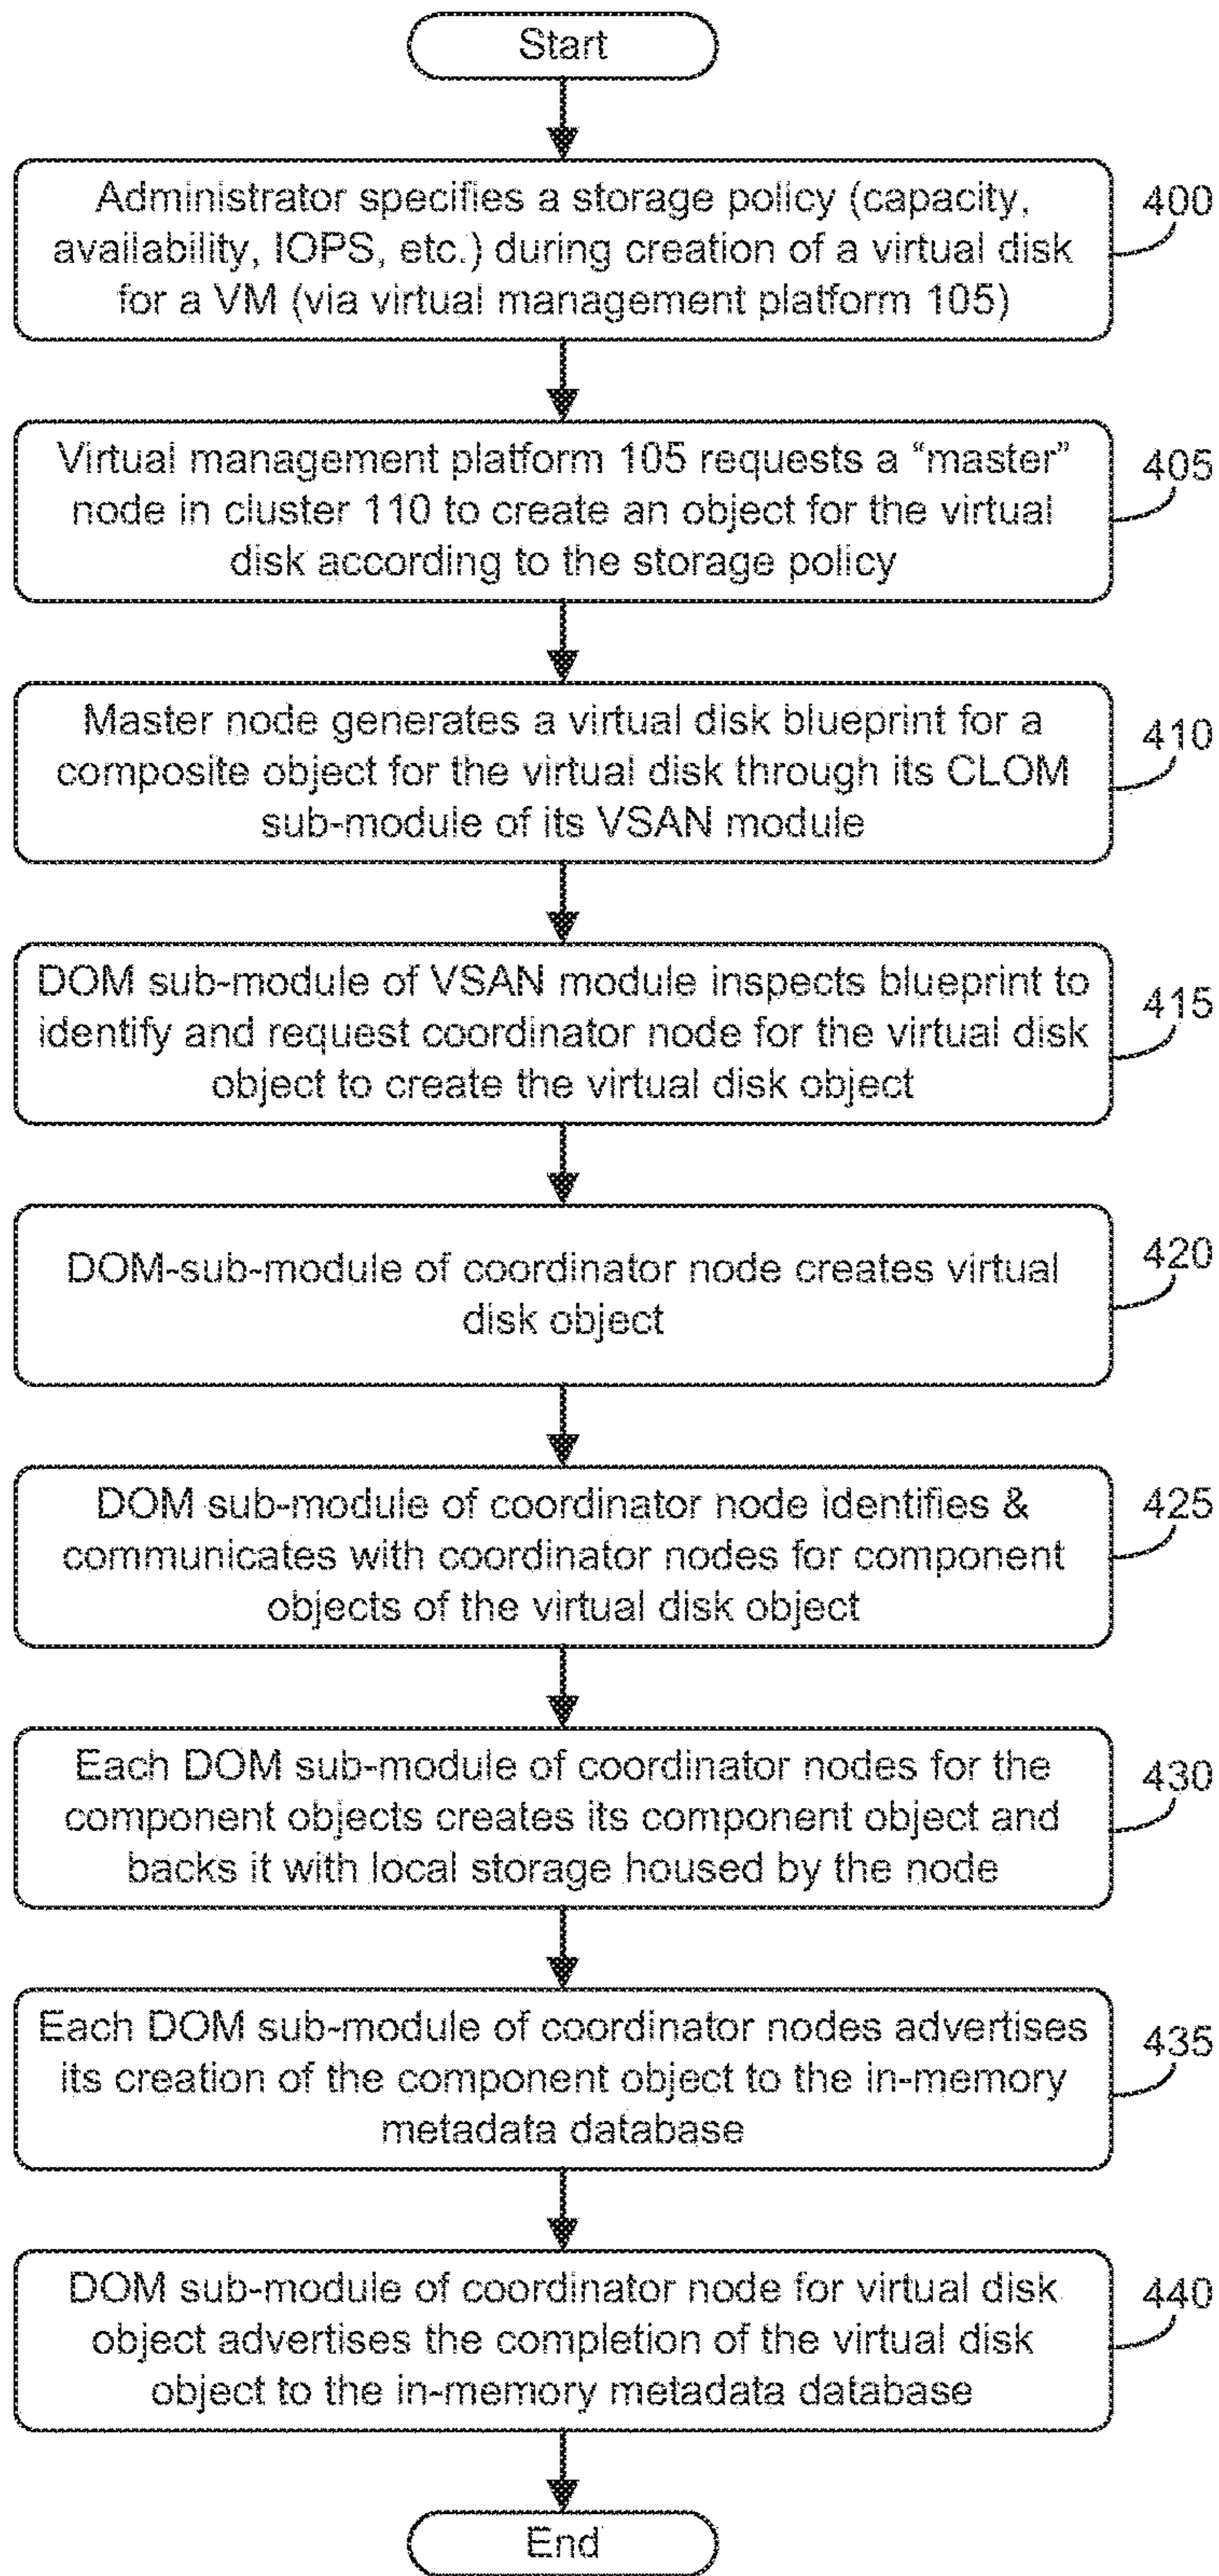 Start
Administrator specifies a storage policy (capacity,
availability, IOPS, etc.) during creation of a virtual disk
for a VM (via virtual management platform 105)
400
Virtual management platform 105 requests a “master”
node in cluster 110 to create an object for the virtual
disk according to the storage policy
405
Master node generates a virtual disk blueprint for a
composite object for the virtual disk through its CLOM
sub-module of its VSAN module
410
DOM sub-module of VSAN module inspects blueprint to
identify and request coordinator node for the virtual disk
object to create the virtual disk object
415
DOM-sub-module of coordinator node creates virtual
disk object
420
DOM sub-module of coordinator node identifies &
communicates with coordinator nodes for component
objects of the virtual disk object
425
Each DOM sub-module of coordinator nodes for the
component objects creates its component object and
backs it with local storage housed by the node
430
Each DOM sub-module of coordinator nodes advertises
its creation of the component object to the in-memory
metadata database
435
DOM sub-module of coordinator node for virtual disk
object advertises the completion of the virtual disk
object to the in-memory metadata database
440
End